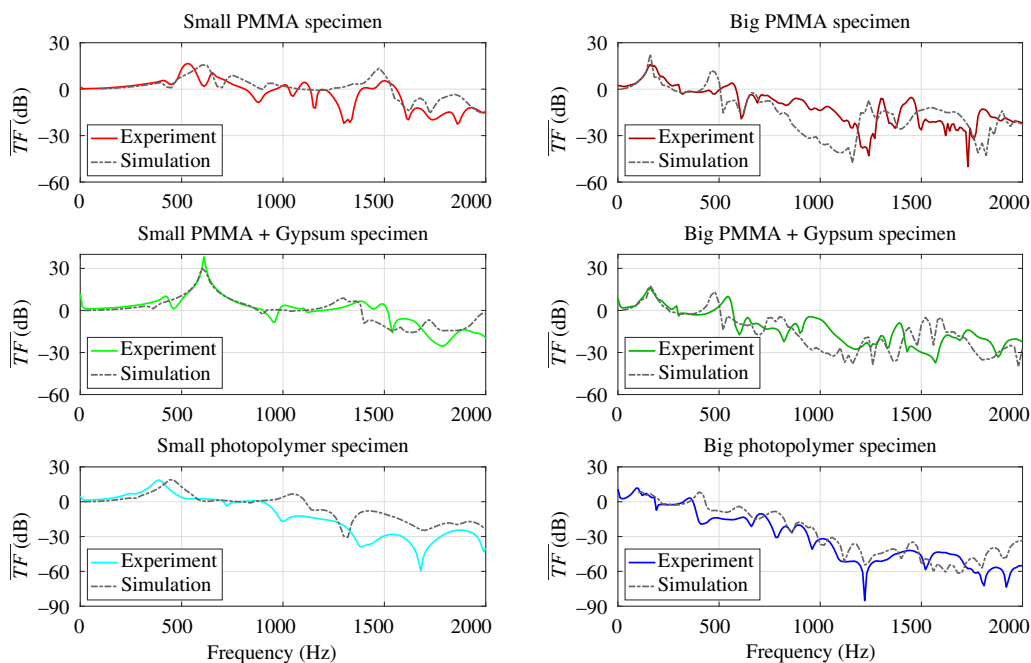 Small PMMA specimen
30
0
–30
–60
TF (dB)
Experiment
Simulation
0
500
1000
1500
2000
Big PMMA specimen
30
0
–30
–60
TF (dB)
Experiment
Simulation
0
500
1000
1500
2000
Small PMMA + Gypsum specimen
30
0
–30
–60
TF (dB)
Experiment
Simulation
0
500
1000
1500
2000
Big PMMA + Gypsum specimen
30
0
–30
–60
TF (dB)
Experiment
Simulation
0
500
1000
1500
2000
Small photopolymer specimen
30
0
–30
–60
–90
TF (dB)
Experiment
Simulation
0
500
1000
1500
2000
Frequency (Hz)
Big photopolymer specimen
30
0
–30
–60
–90
TF (dB)
Experiment
Simulation
0
500
1000
1500
2000
Frequency (Hz)